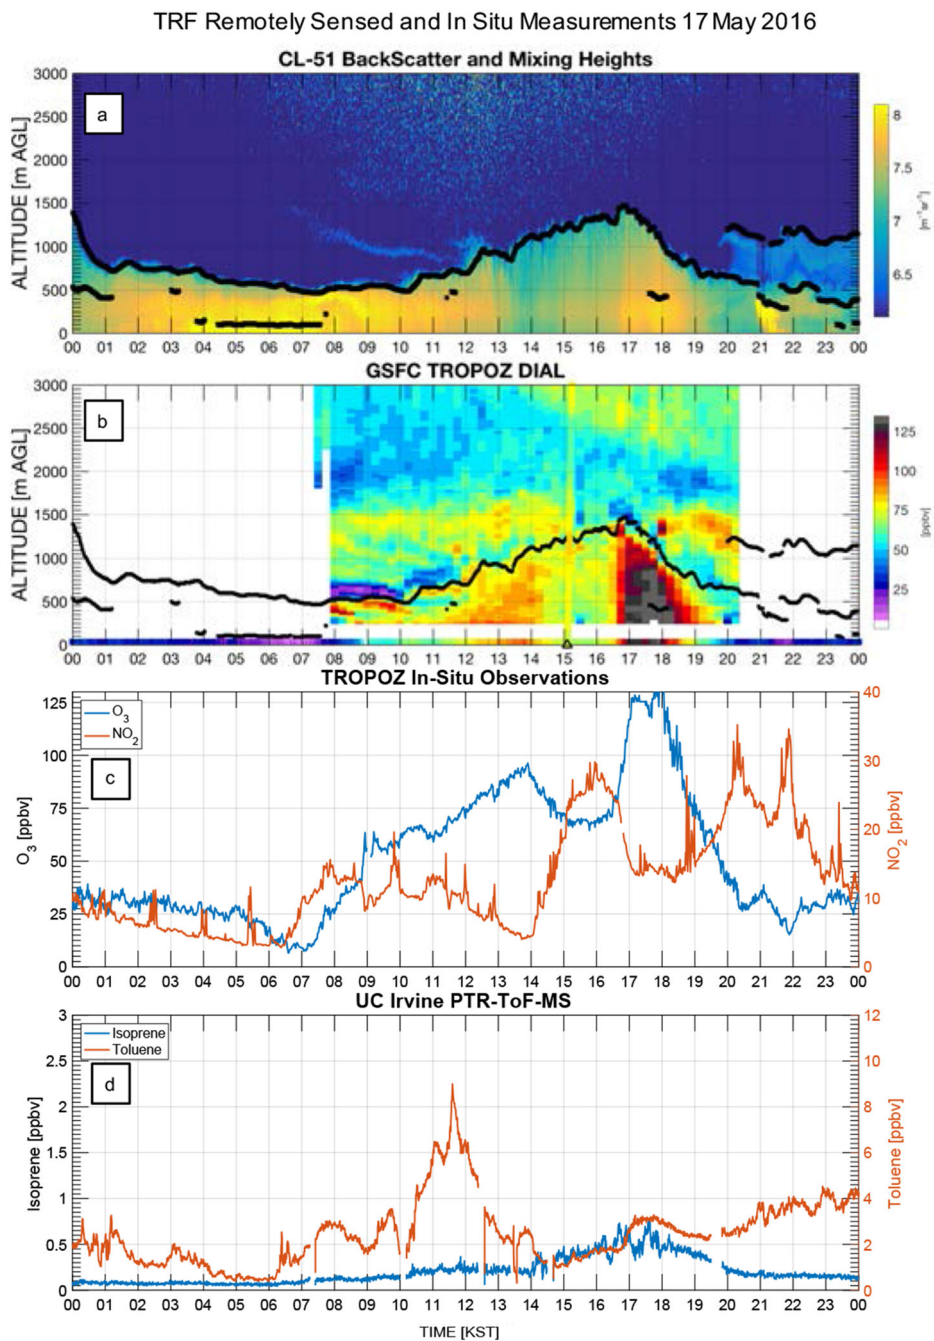 TRF Remotely Sensed and In Situ Measurements 17 May 2016
CL-51 BackScatter and Mixing Heights
a
ALTITUDE [m AGL]
3000
2500
2000
1500
1000
500
0
00 01 02 03 04 05 06 07 08 09 10 11 12 13 14 15 16 17 18 19 20 21 22 23 00
8
7.5
7
6.5
[m⁻¹sr⁻¹]
GSFC TROPOZ DIAL
b
ALTITUDE [m AGL]
3000
2500
2000
1500
1000
500
0
00 01 02 03 04 05 06 07 08 09 10 11 12 13 14 15 16 17 18 19 20 21 22 23 00
125
100
75
50
25
[ppbv]
TROPOZ In-Situ Observations
O₃
NO₂
c
O₃ [ppbv]
125
100
75
50
25
0
40
30
20
10
0
NO₂ [ppbv]
00 01 02 03 04 05 06 07 08 09 10 11 12 13 14 15 16 17 18 19 20 21 22 23 00
UC Irvine PTR-ToF-MS
Isoprene
Toluene
d
Isoprene [ppbv]
3
2.5
2
1.5
1
0.5
0
12
10
8
6
4
2
0
Toluene [ppbv]
00 01 02 03 04 05 06 07 08 09 10 11 12 13 14 15 16 17 18 19 20 21 22 23 00
TIME [KST]